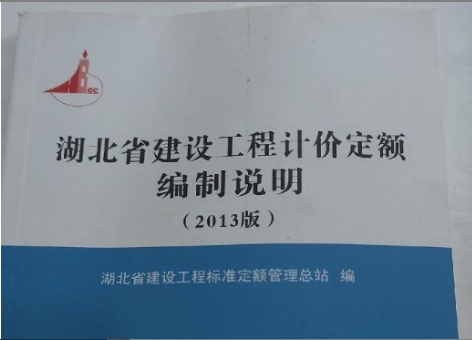 EC
湖北省建设工程计价定额
编制说明
（2013版）
湖北省建设工程标准定额管理总站 编